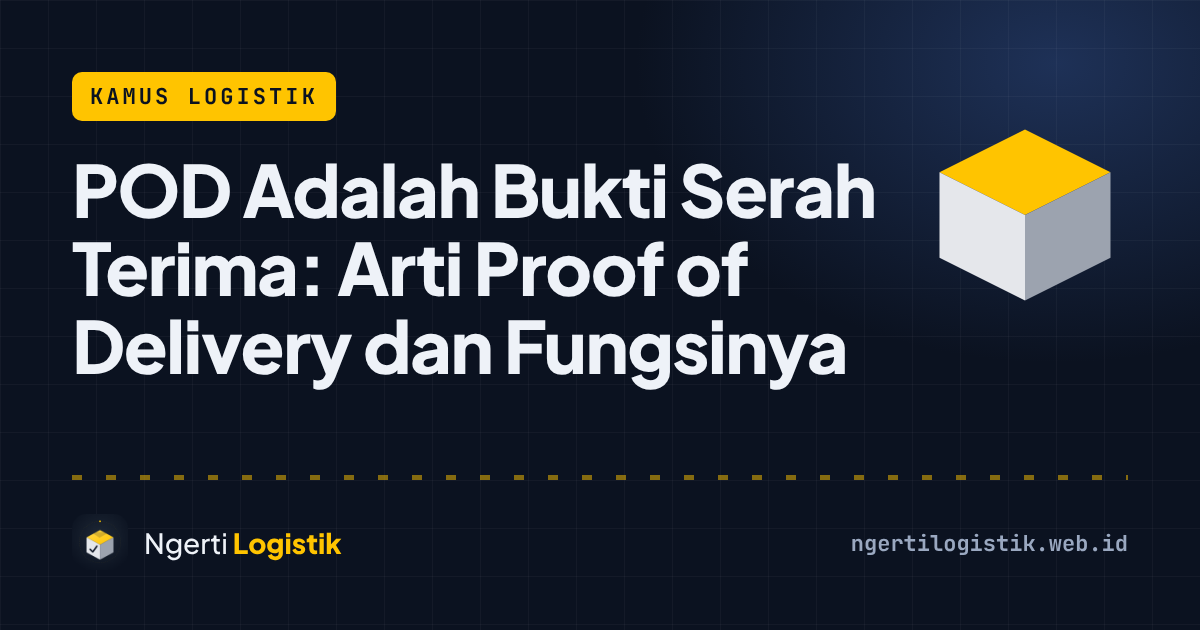 KAMUS LOGISTIK
POD Adalah Bukti Serah
Terima: Arti Proof of
Delivery dan Fungsinya
Ngerti Logistik
ngertilogistik.web.id